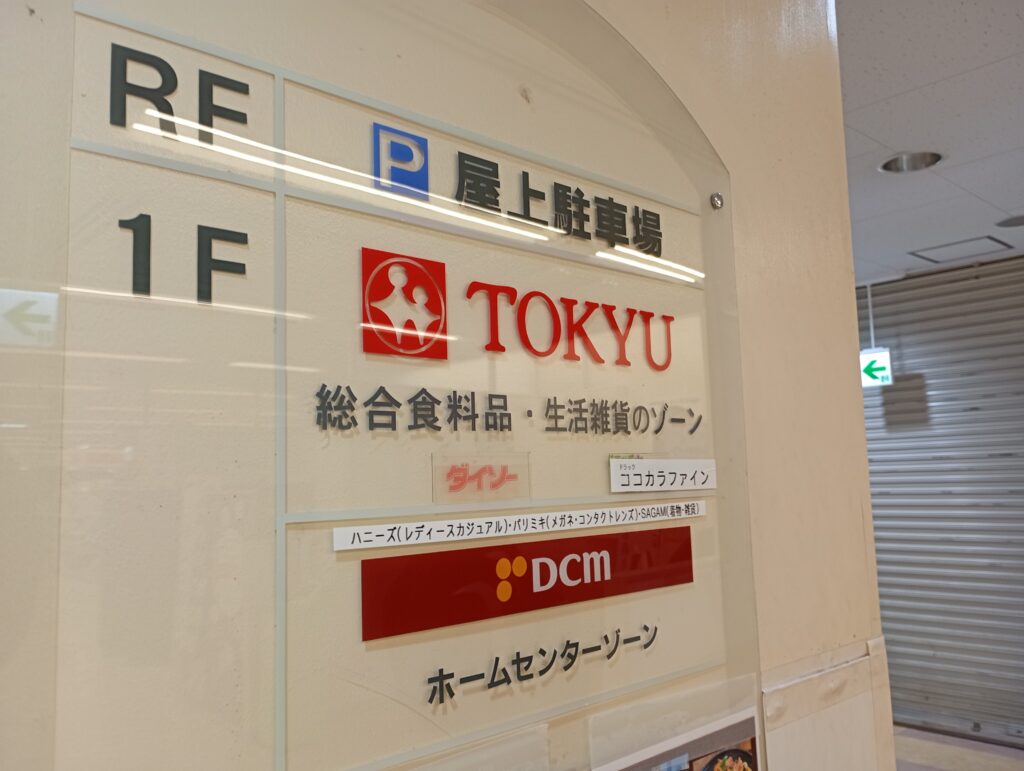 RF
P 屋上駐車場
1F
TOKYU
総合食料品・生活雑貨のゾーン
ダイソー
ドラッグ
ココカラファイン
ハニーズ(レディースカジュアル)・パリミキ(メガネ・コンタクトレンズ)・SAGAMI(着物・雑貨)
DCM
ホームセンターゾーン